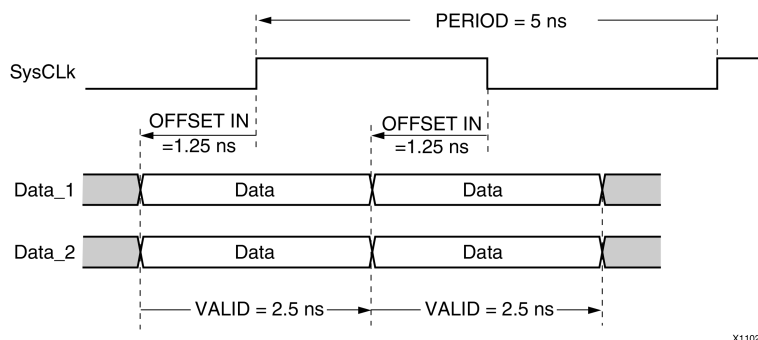 PERIOD = 5 ns
SysCLk
OFFSET IN
=1.25 ns
OFFSET IN
=1.25 ns
Data_1
Data
Data
Data_2
Data
Data
VALID = 2.5 ns
VALID = 2.5 ns
X1102